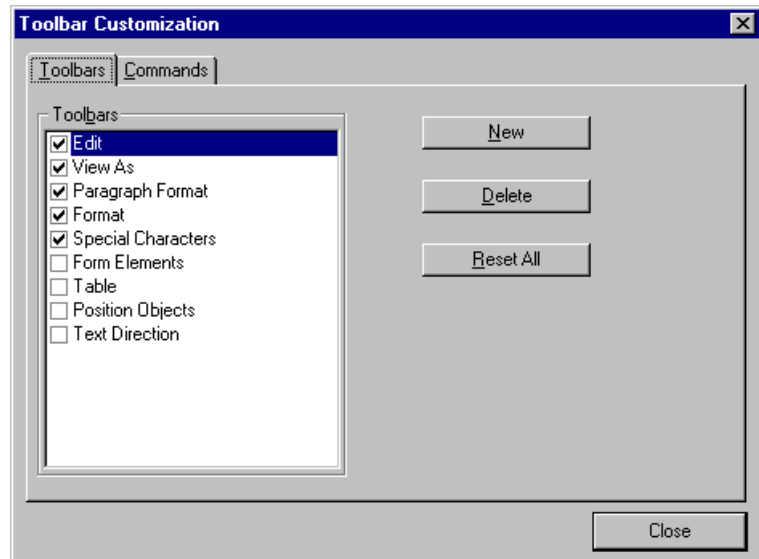 Toolbar Customization
Toolbars Commands
Toolbars
Edit
View As
Paragraph Format
Format
Special Characters
Form Elements
Table
Position Objects
Text Direction
New
Delete
Reset All
Close